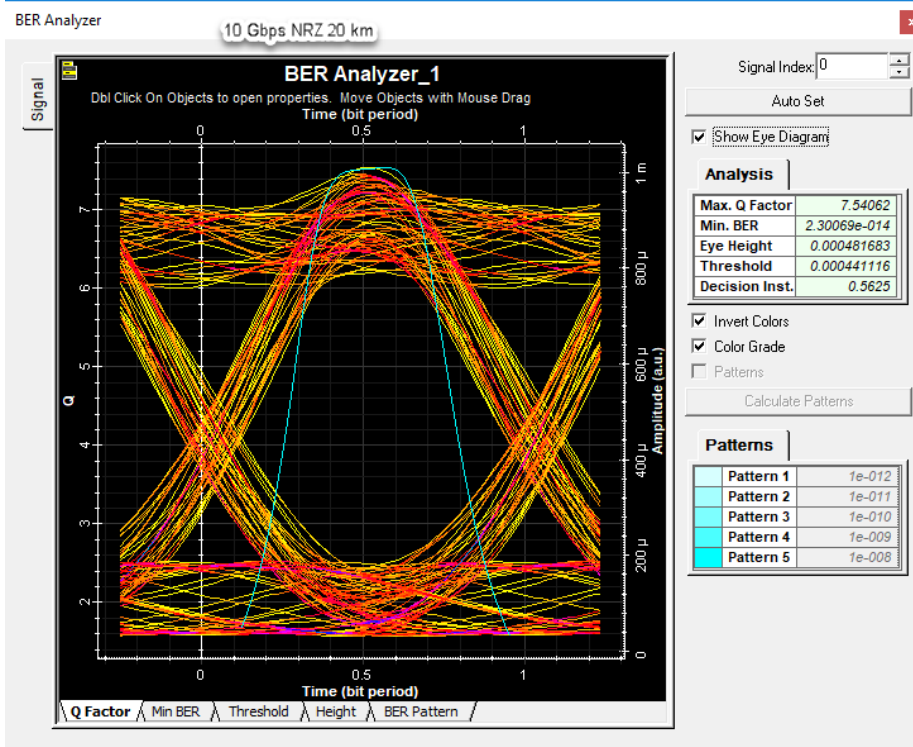 BER Analyzer
10 Gbps NRZ 20 km
Signal
BER Analyzer_1
Dbl Click On Objects to open properties. Move Objects with Mouse Drag
Time (bit period)
0 0.5 1
Q
7
6
5
4
3
2
1 m
800 µ
600 µ
400 µ
200 µ
0
Amplitude (a.u.)
0 0.5 1
Time (bit period)
Q Factor Min BER Threshold Height BER Pattern
Signal Index: 0
Auto Set
Show Eye Diagram
Analysis
Max. Q Factor 7.54062
Min. BER 2.30069e-014
Eye Height 0.000481683
Threshold 0.000441116
Decision Inst. 0.5625
Invert Colors
Color Grade
Patterns
Calculate Patterns
Patterns
Pattern 1 1e-012
Pattern 2 1e-011
Pattern 3 1e-010
Pattern 4 1e-009
Pattern 5 1e-008